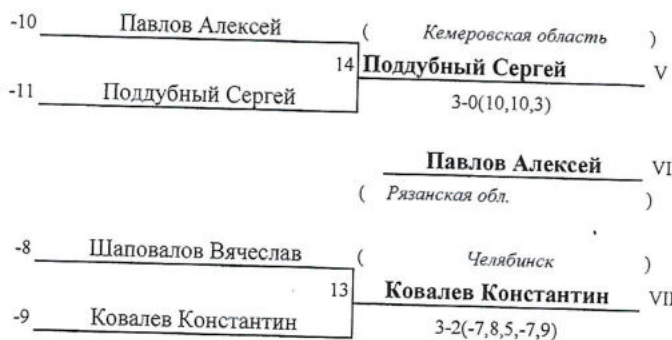 -10 Павлов Алексей ( Кемеровская область )
14 Поддубный Сергей V
-11 Поддубный Сергей 3-0(10,10,3)
Павлов Алексей VI
( Рязанская обл. )
-8 Шаповалов Вячеслав ( Челябинск )
13 Ковалев Константин VII
-9 Ковалев Константин 3-2(-7,8,5,-7,9)